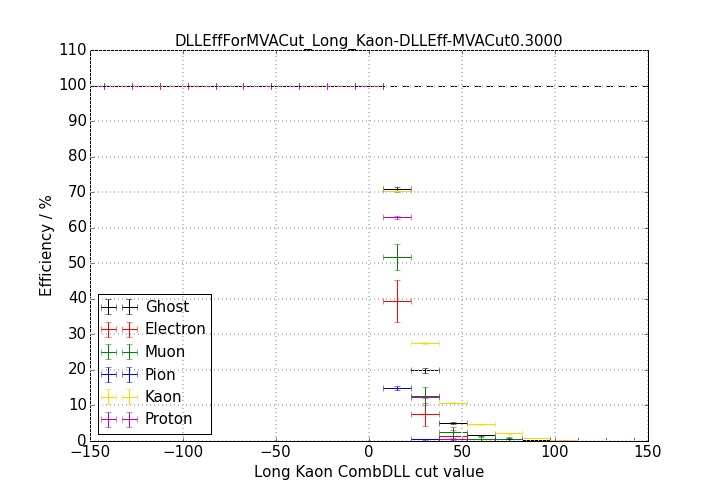 DLLEffForMVACut_Long_Kaon-DLLEff-MVACut0.3000
110
100
90
80
70
60
50
40
30
20
10
0
Efficiency / %
Ghost
Electron
Muon
Pion
Kaon
Proton
−150 −100 −50 0 50 100 150
Long Kaon CombDLL cut value